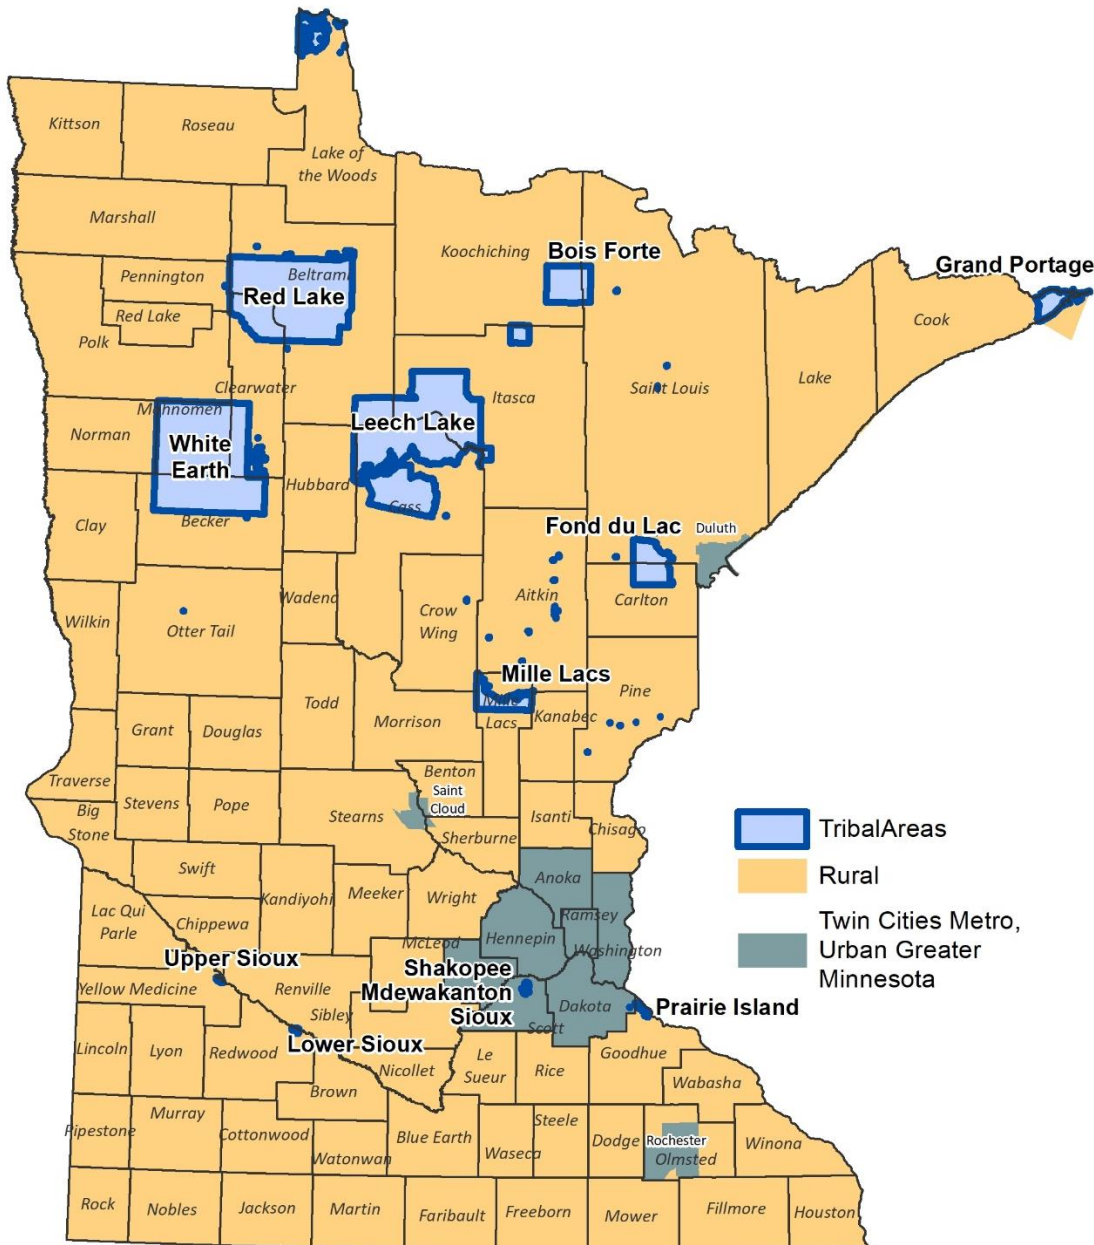 Kittson
Roseau
Lake of
the Woods
Marshall
Koochiching
Bois Forte
Grand Portage
Pennington
Beltrami
Red Lake
Red Lake
Polk
Cook
Saint Louis
Lake
Clearwater
Itasca
Mahnomen
Norman
White
Earth
Leech Lake
Hubbard
Cass
Clay
Becker
Fond du Lac
Duluth
Wadena
Crow
Wing
Aitkin
Carlton
Wilkin
Otter Tail
Mille Lacs
Todd
Morrison
Mille
Lacs
Kanabec
Pine
Grant
Douglas
Traverse
Big
Stone
Stevens
Pope
Stearns
Benton
Saint
Cloud
Sherburne
Isanti
Chisago
TribalAreas
Rural
Twin Cities Metro,
Urban Greater
Minnesota
Swift
Kandiyohi
Meeker
Wright
Anoka
Ramsey
Hennepin
Washington
Lac Qui
Parle
Chippewa
McLeod
Upper Sioux
Yellow Medicine
Renville
Sibley
Shakopee
Mdewakanton
Sioux
Scott
Dakota
Prairie Island
Lower Sioux
Lincoln
Lyon
Redwood
Nicollet
Le
Sueur
Rice
Goodhue
Wabasha
Brown
Pipestone
Murray
Cottonwood
Watonwan
Blue Earth
Waseca
Steele
Dodge
Rochester
Olmsted
Winona
Rock
Nobles
Jackson
Martin
Faribault
Freeborn
Mower
Fillmore
Houston